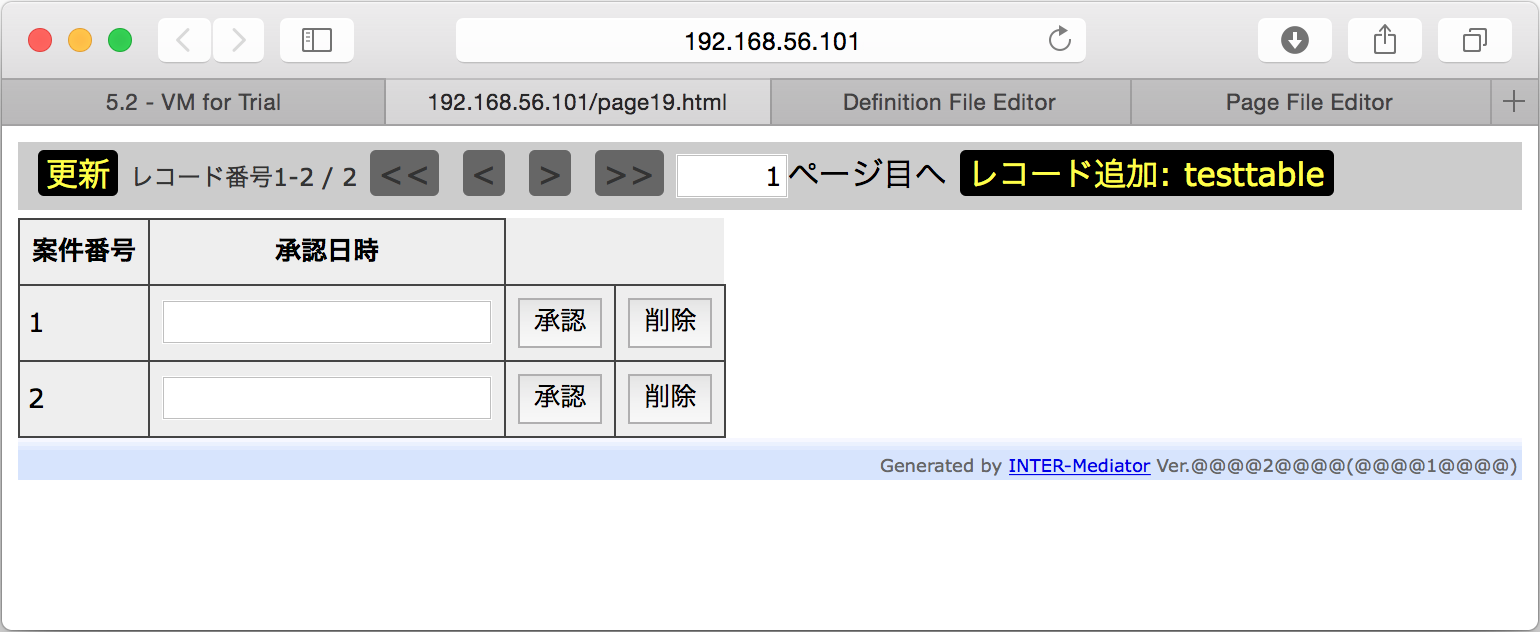 192.168.56.101
5.2 - VM for Trial 192.168.56.101/page19.html Definition File Editor Page File Editor
更新 レコード番号1-2 / 2 << < > >> 1 ページ目へ レコード追加: testtable
案件番号 承認日時
1 承認 削除
2 承認 削除
Generated by INTER-Mediator Ver.@@@@2@@@@(@@@@1@@@@)